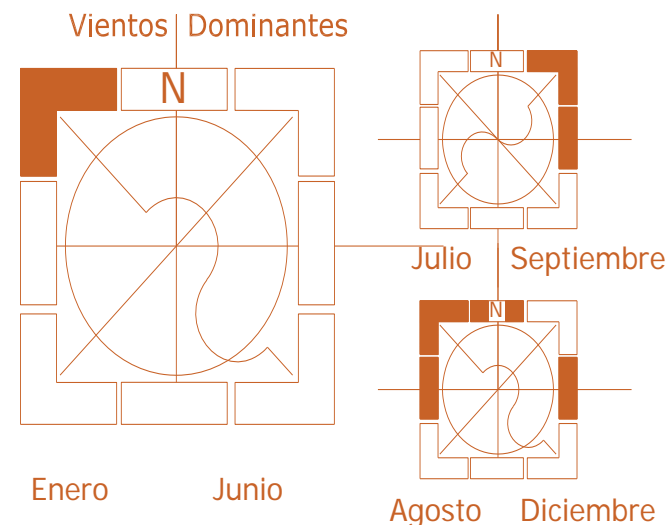 Vientos Dominantes
N
Enero Junio
N
Julio Septiembre
N
Agosto Diciembre